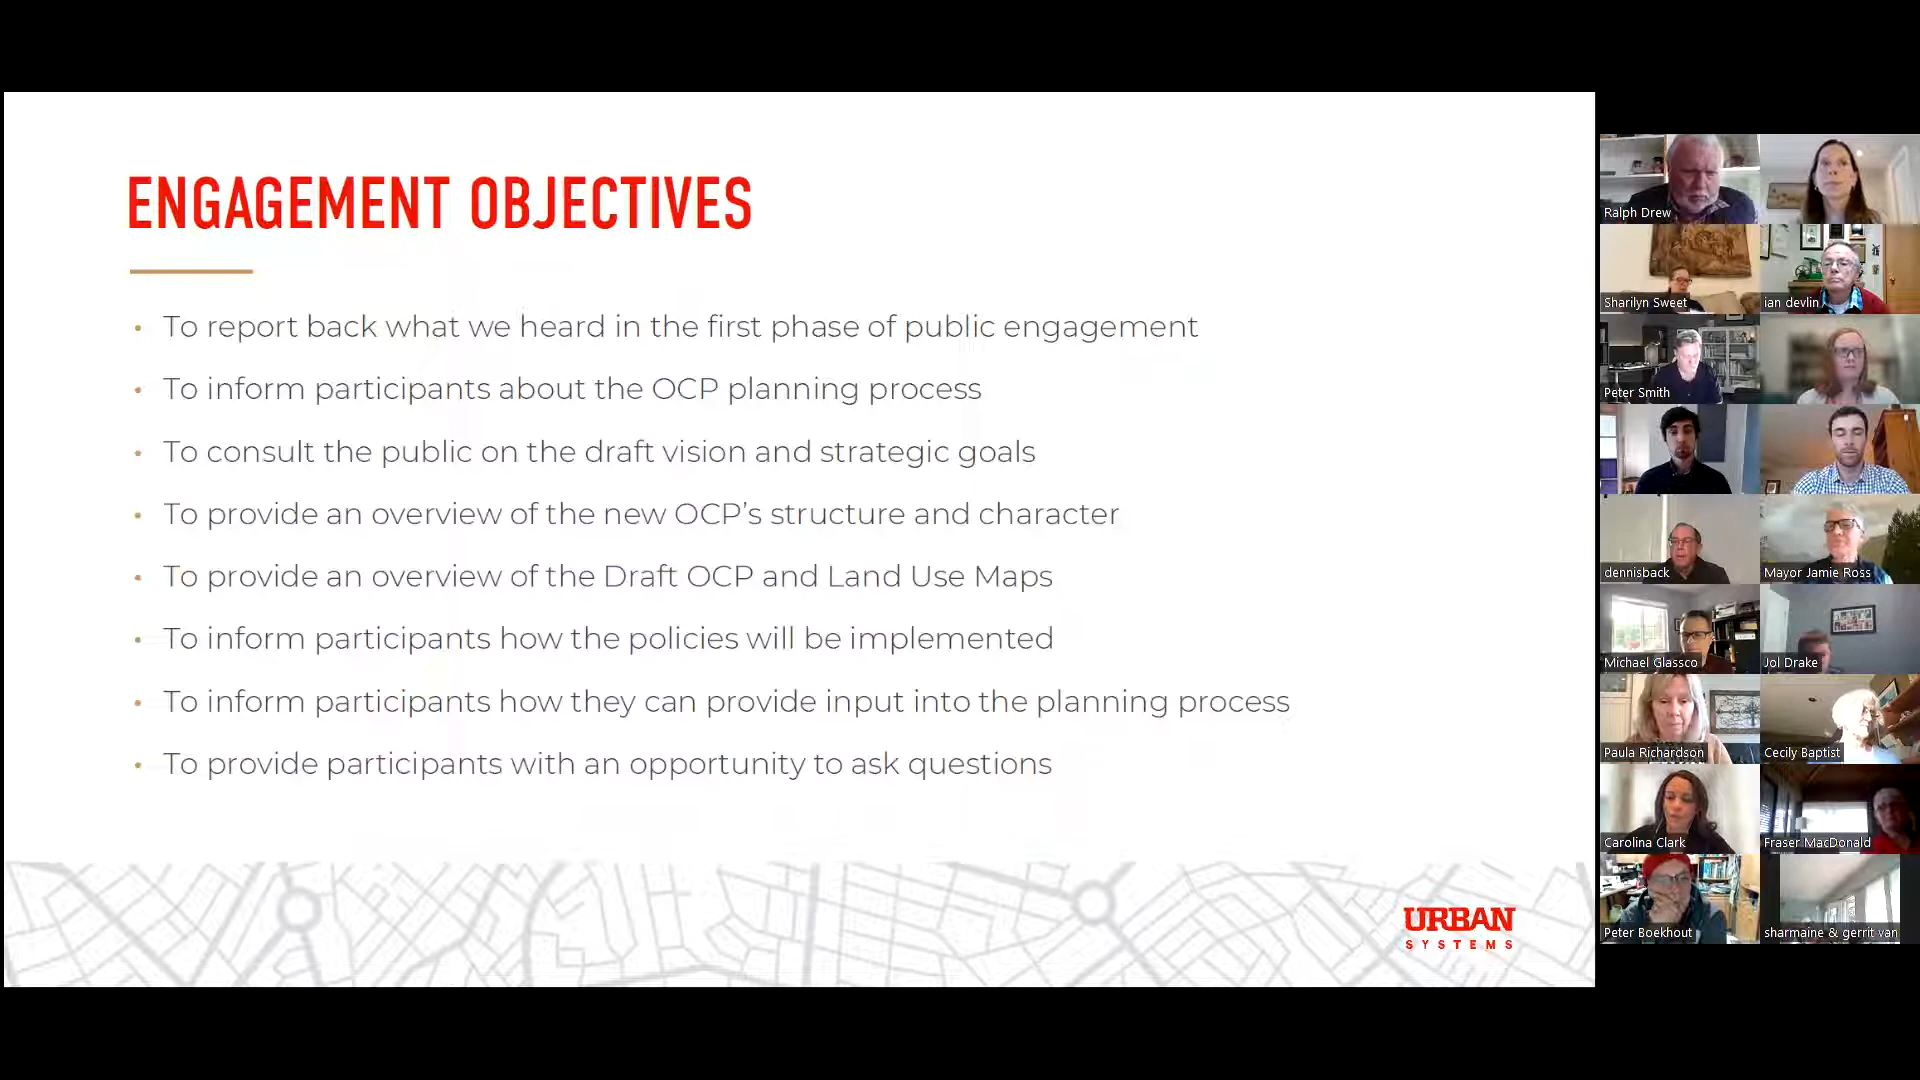 ENGAGEMENT OBJECTIVES
• To report back what we heard in the first phase of public engagement
• To inform participants about the OCP planning process
• To consult the public on the draft vision and strategic goals
• To provide an overview of the new OCP’s structure and character
• To provide an overview of the Draft OCP and Land Use Maps
• To inform participants how the policies will be implemented
• To inform participants how they can provide input into the planning process
• To provide participants with an opportunity to ask questions
URBAN
SYSTEMS
Ralph Drew
Sharilyn Sweet
ian devlin
Peter Smith
dennisback
Mayor Jamie Ross
Michael Glassco
Jol Drake
Paula Richardson
Cecily Baptist
Carolina Clark
Fraser MacDonald
Peter Boekhout
sharmaine & gerrit van